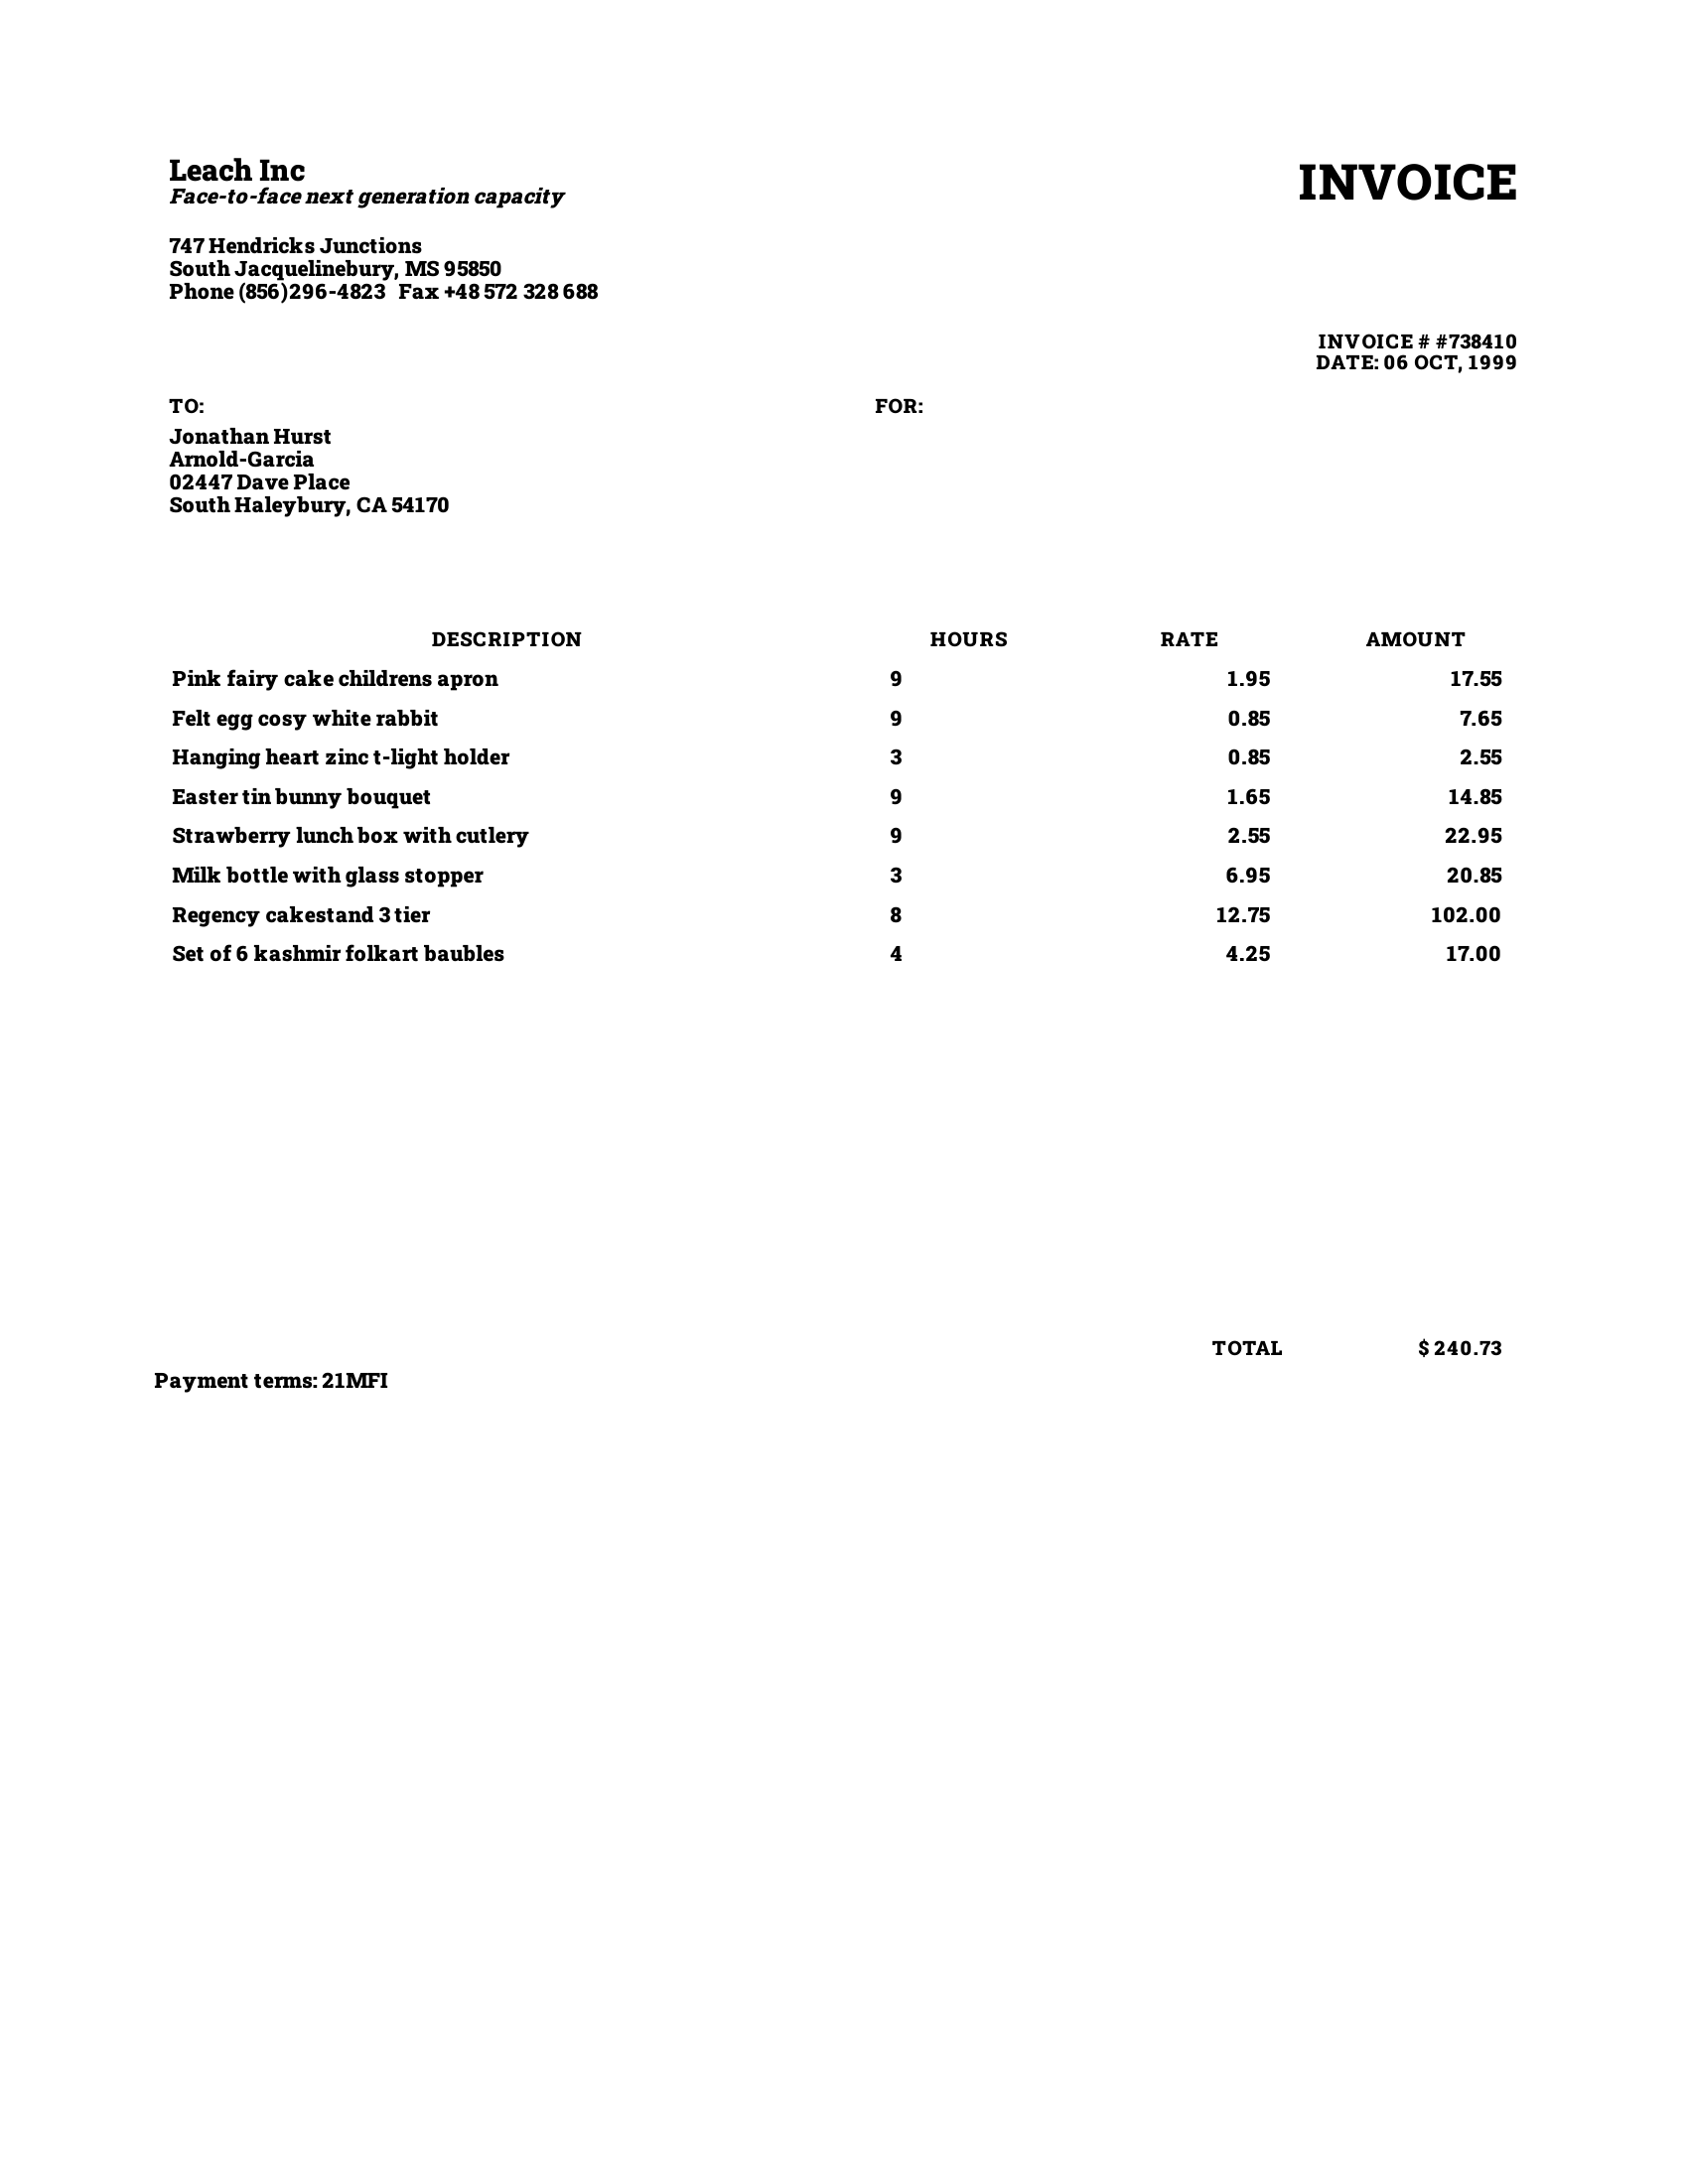 Leach Inc
INVOICE
Face-to-face next generation capacity
747 Hendricks Junctions
South Jacquelinebury, MS 95850
Phone (856)296-4823 Fax +48 572 328 688
INVOICE # #738410
DATE: 06 OCT, 1999
TO:
FOR:
Jonathan Hurst
Arnold-Garcia
02447 Dave Place
South Haleybury, CA 54170
DESCRIPTION HOURS RATE AMOUNT
Pink fairy cake childrens apron 9 1.95 17.55
Felt egg cosy white rabbit 9 0.85 7.65
Hanging heart zinc t-light holder 3 0.85 2.55
Easter tin bunny bouquet 9 1.65 14.85
Strawberry lunch box with cutlery 9 2.55 22.95
Milk bottle with glass stopper 3 6.95 20.85
Regency cakestand 3 tier 8 12.75 102.00
Set of 6 kashmir folkart baubles 4 4.25 17.00
TOTAL $ 240.73
Payment terms: 21MFI